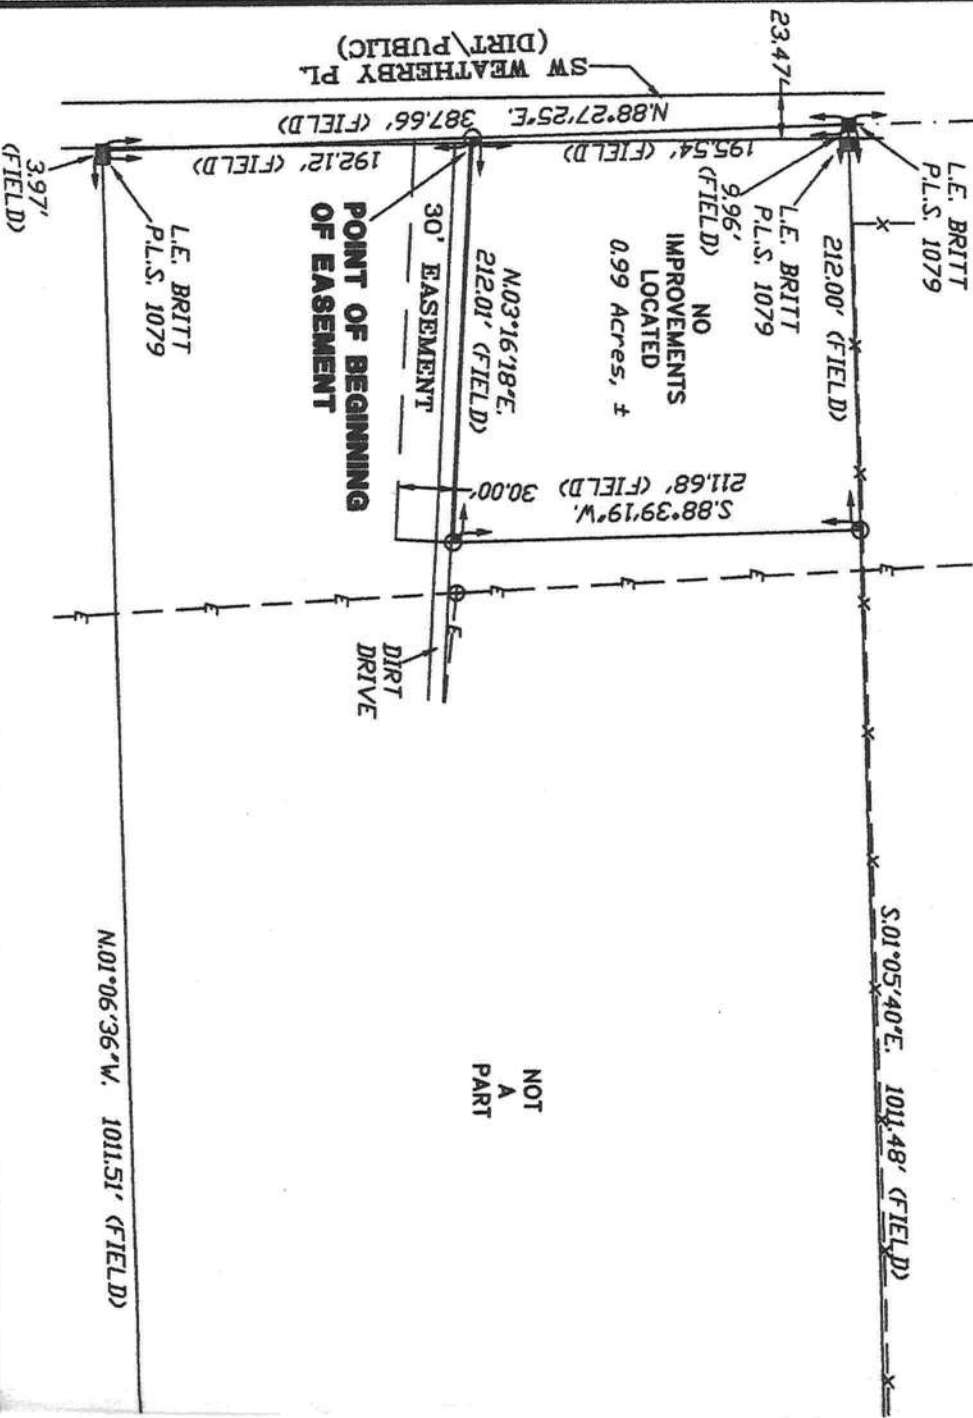 SW WEATHERBY PL.
(DIRT/PUBLIC)
23.47'
N.88°27'25"E. 387.66' (FIELD)
195.54' (FIELD)
192.12' (FIELD)
L.E. BRITT
P.L.S. 1079
L.E. BRITT
P.L.S. 1079
9.96'
(FIELD)
212.00' (FIELD)
NO
IMPROVEMENTS
LOCATED
0.99 Acres, ±
N.03°16'18"E.
212.01' (FIELD)
30' EASEMENT
POINT OF BEGINNING
OF EASEMENT
L.E. BRITT
P.L.S. 1079
3.97'
(FIELD)
S.88°39'19"W.
211.68' (FIELD)
30.00'
X
X
X
X
X
X
X
X
X
X
E
E
E
E
E
E
E
E
DIRT
DRIVE
S.01°05'40"E. 1011.48' (FIELD)
NOT
A
PART
N.01°06'36"W. 1011.51' (FIELD)